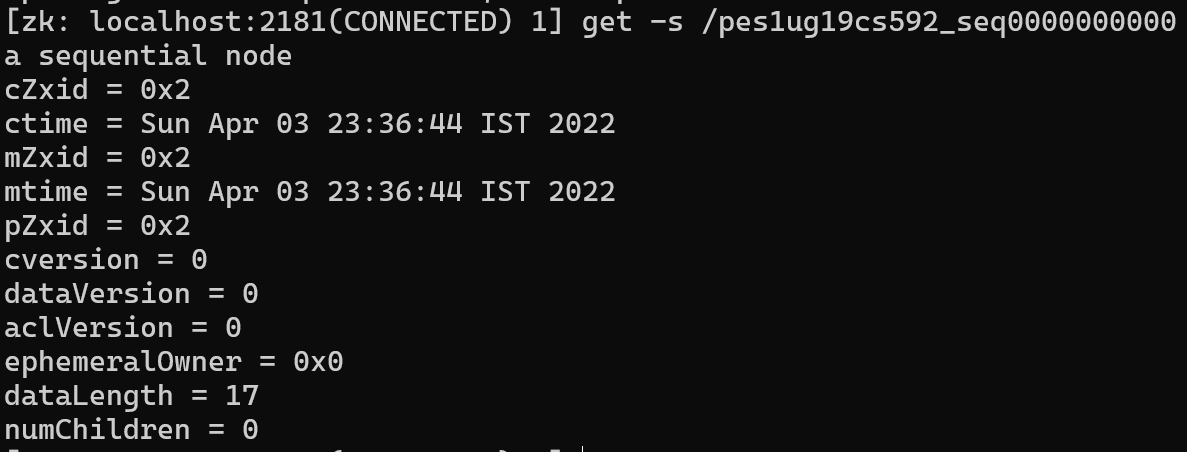 [zk: localhost:2181(CONNECTED) 1] get -s /pes1ug19cs592_seq0000000000
a sequential node
cZxid = 0x2
ctime = Sun Apr 03 23:36:44 IST 2022
mZxid = 0x2
mtime = Sun Apr 03 23:36:44 IST 2022
pZxid = 0x2
cversion = 0
dataVersion = 0
aclVersion = 0
ephemeralOwner = 0x0
dataLength = 17
numChildren = 0